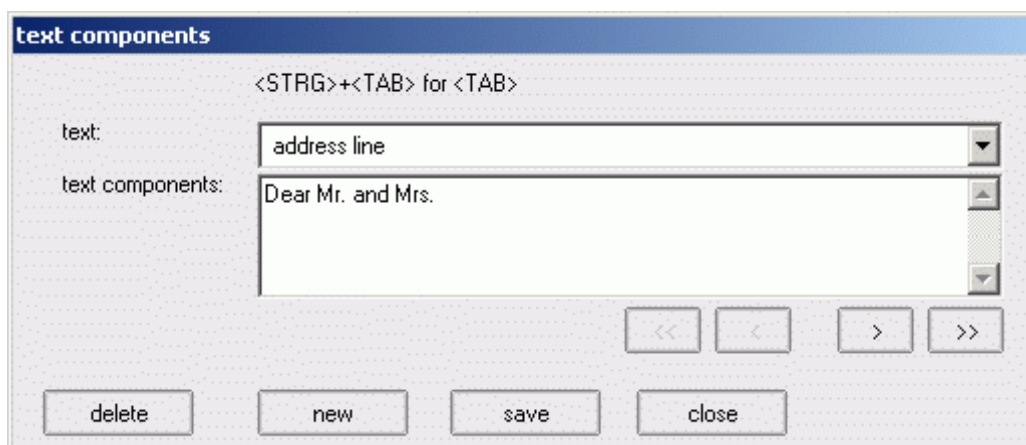 text components
<STRG>+<TAB> for <TAB>
text: address line
text components: Dear Mr. and Mrs.
<< < > >>
delete new save close